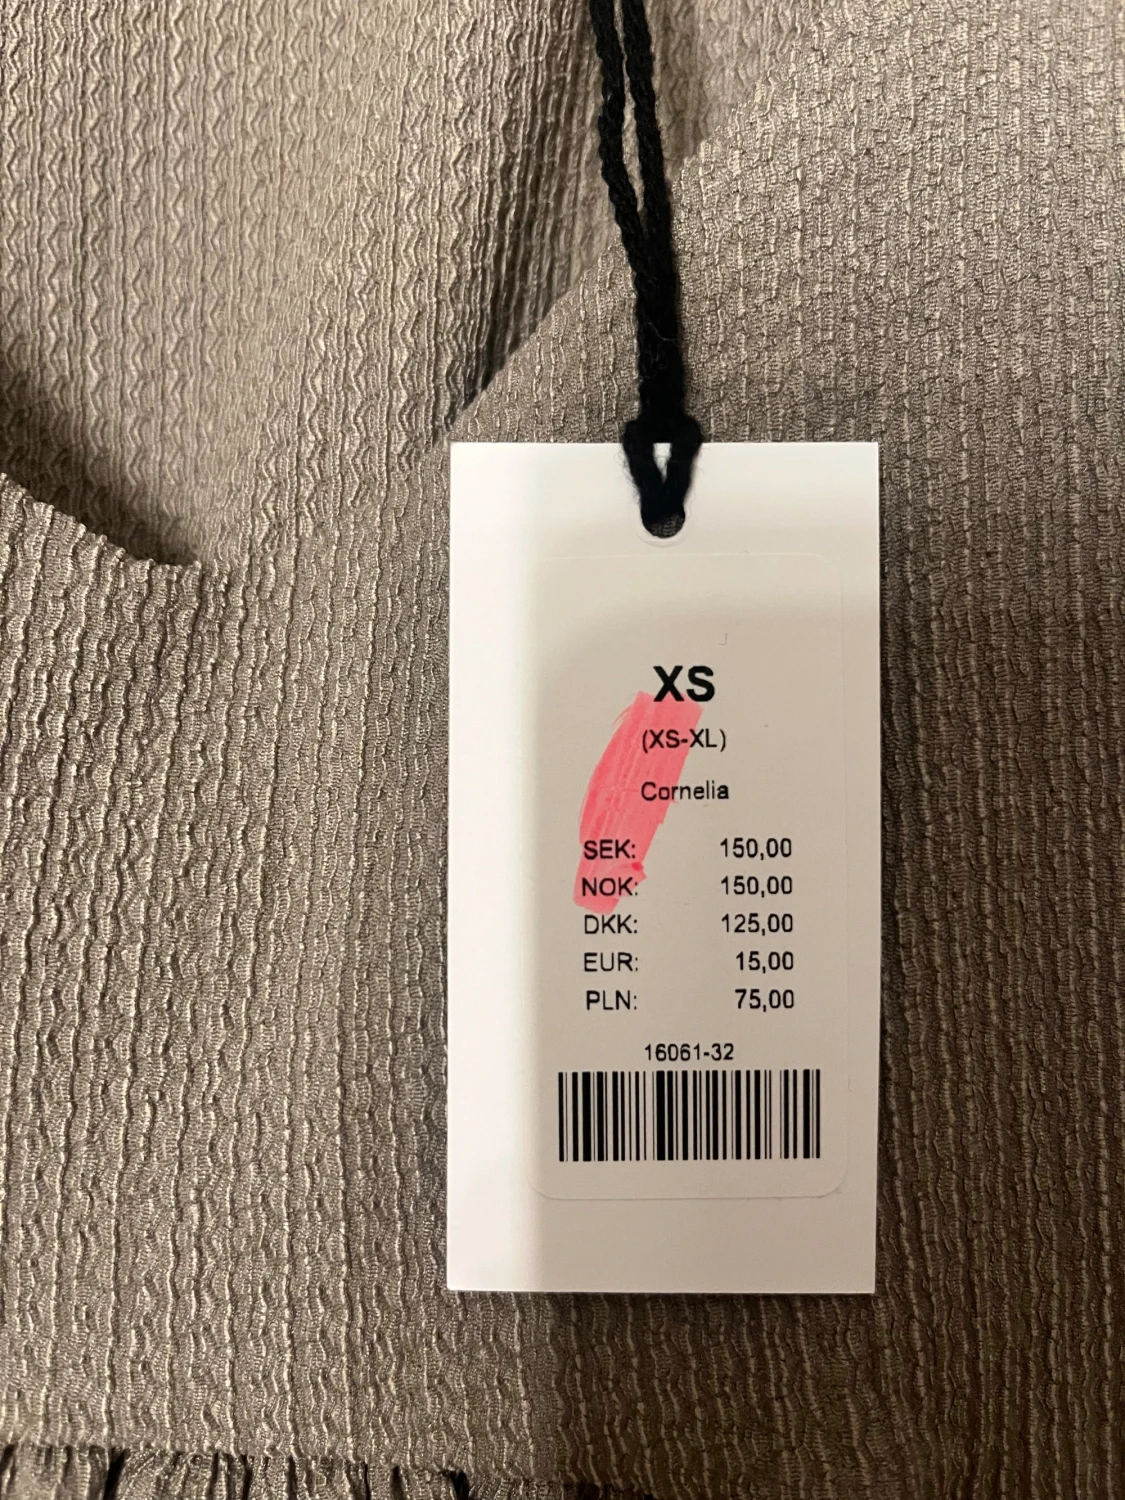 XS
(XS-XL)
Cornelia
SEK: 150,00
NOK: 150,00
DKK: 125,00
EUR: 15,00
PLN: 75,00
16061-32